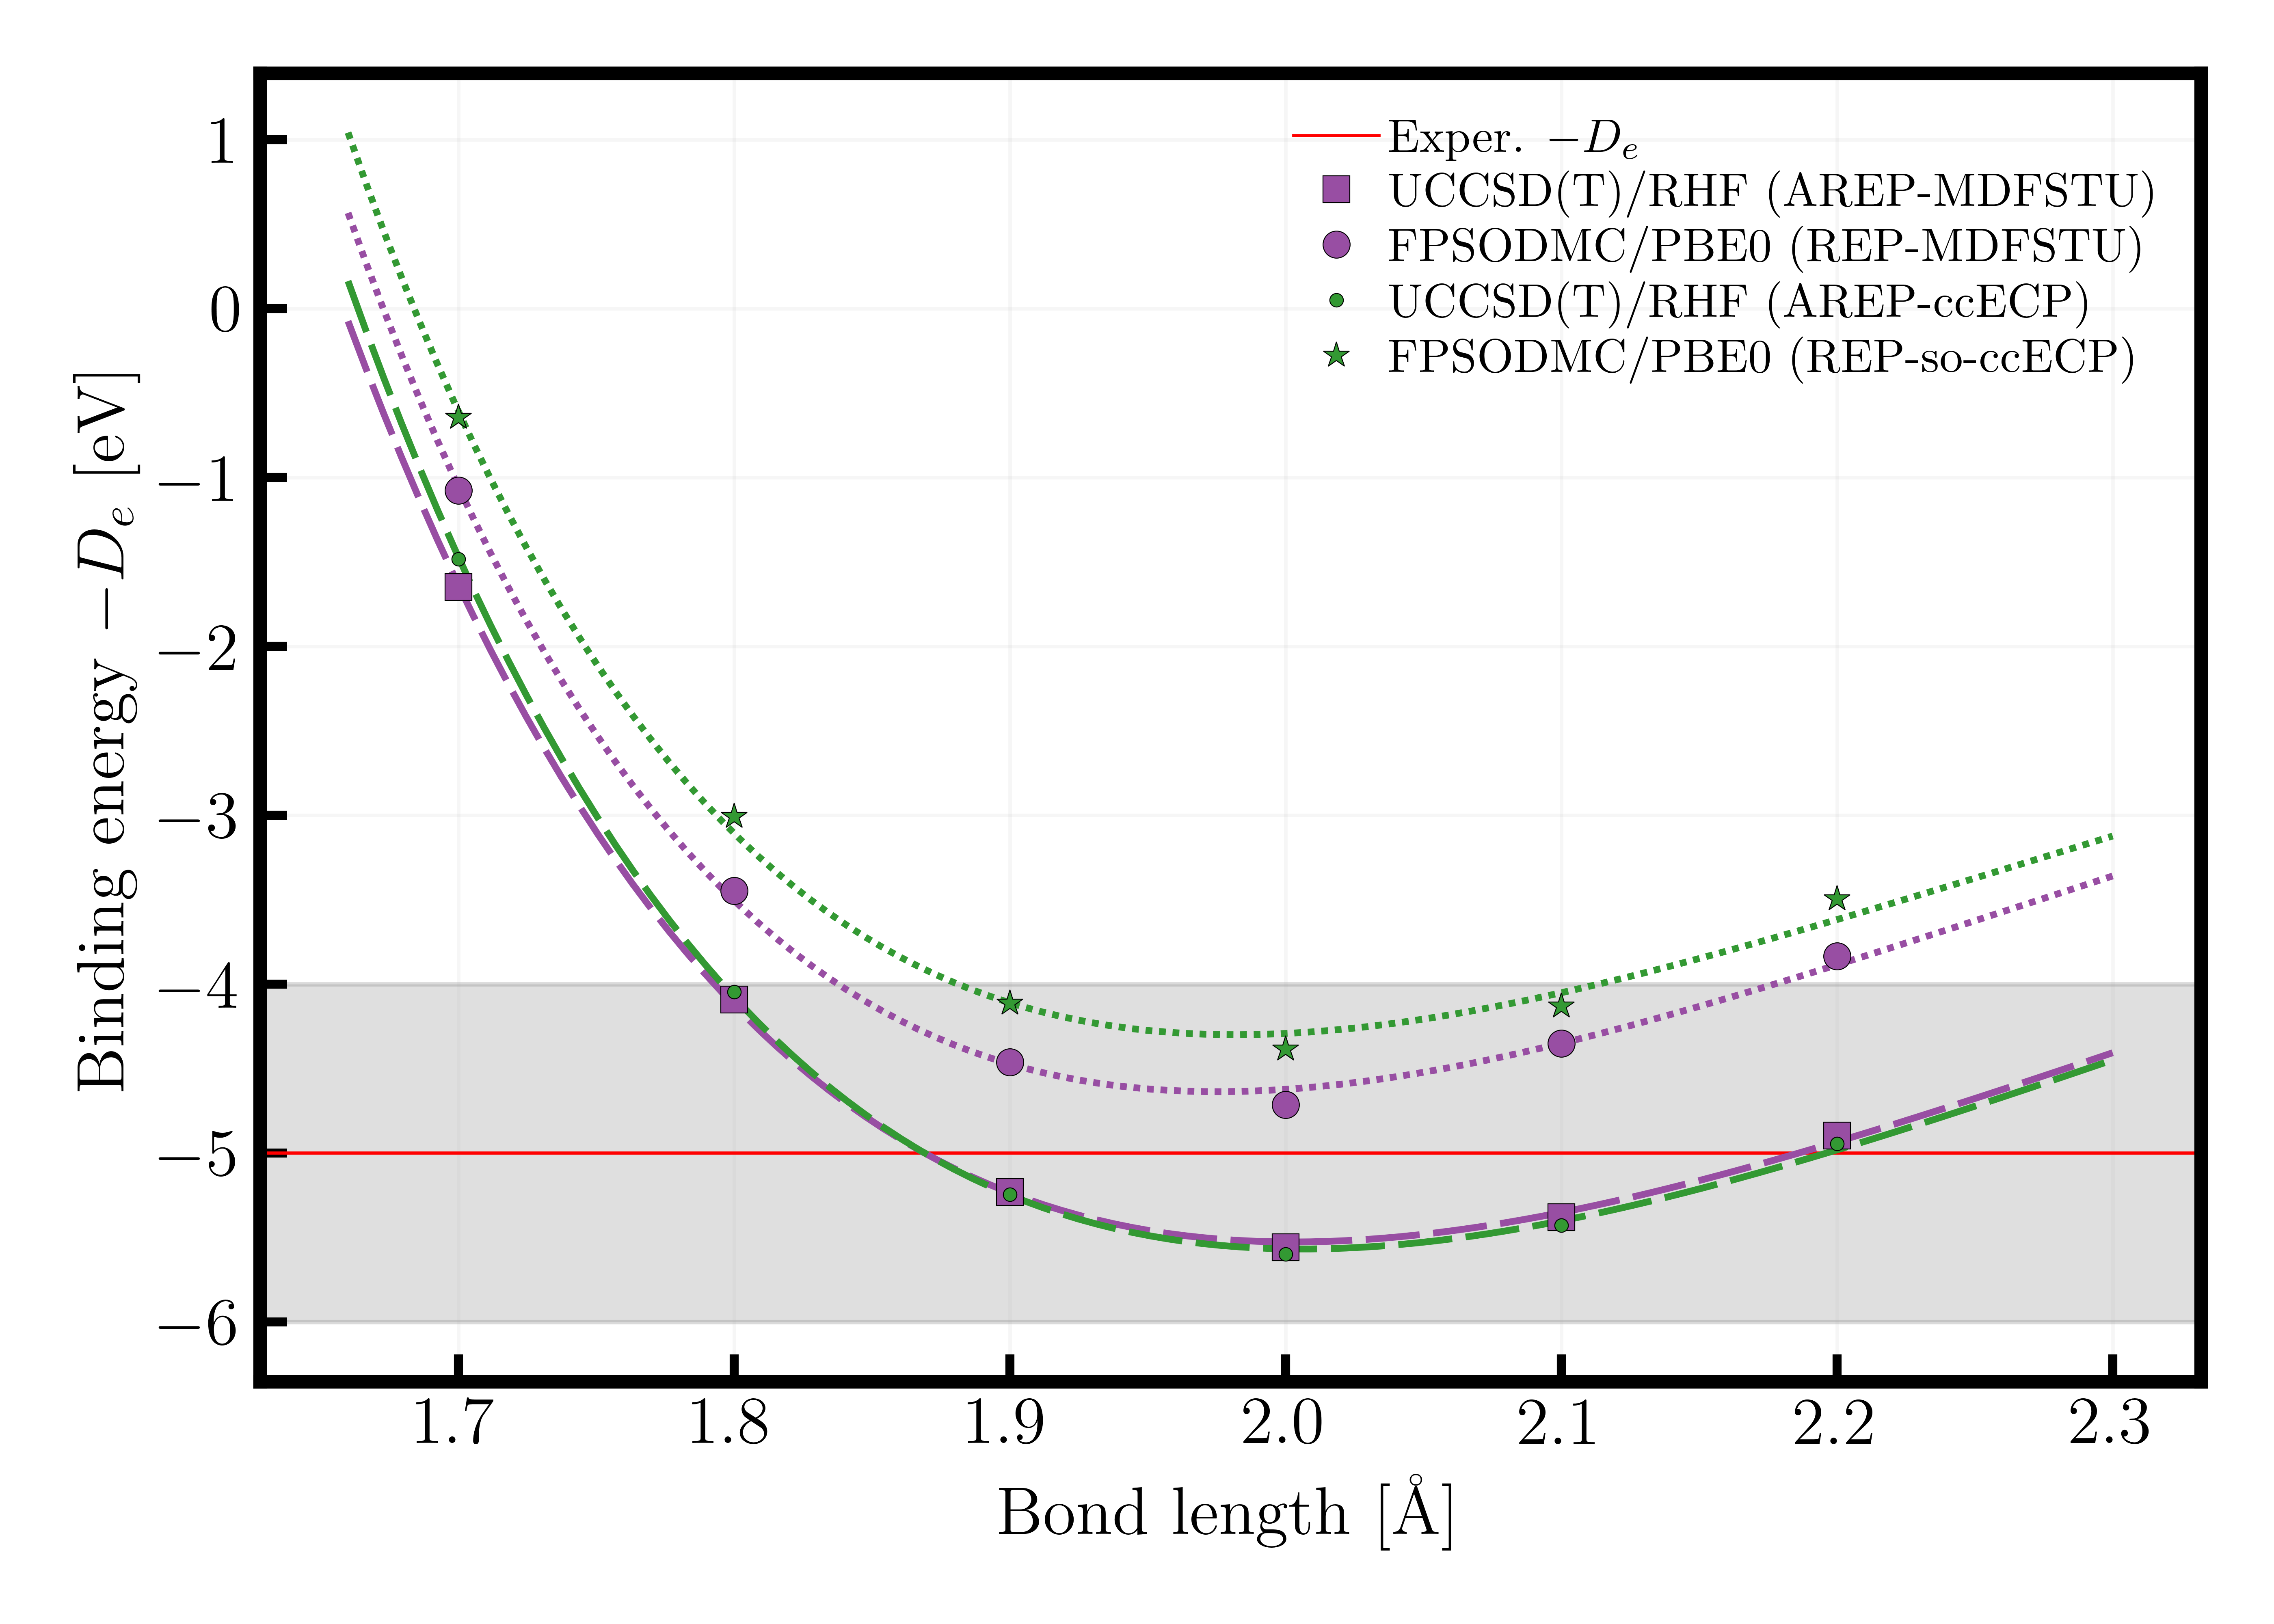 Binding energy −Dₑ [eV]
1
0
−1
−2
−3
−4
−5
−6
Exper. −Dₑ
UCCSD(T)/RHF (AREP-MDFSTU)
FPSODMC/PBE0 (REP-MDFSTU)
UCCSD(T)/RHF (AREP-ccECP)
FPSODMC/PBE0 (REP-so-ccECP)
1.7 1.8 1.9 2.0 2.1 2.2 2.3
Bond length [Å]